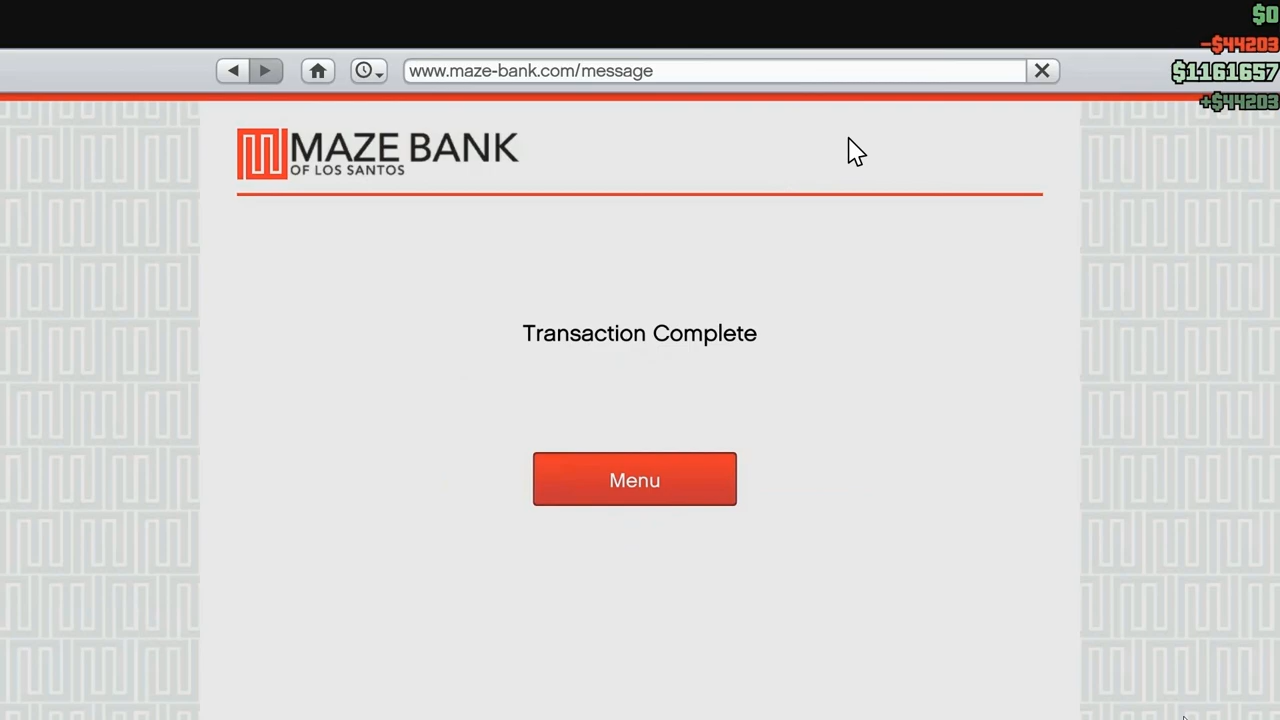 $0
-$44203
www.maze-bank.com/message
$1161657
+$44203
MAZE BANK
OF LOS SANTOS
Transaction Complete
Menu